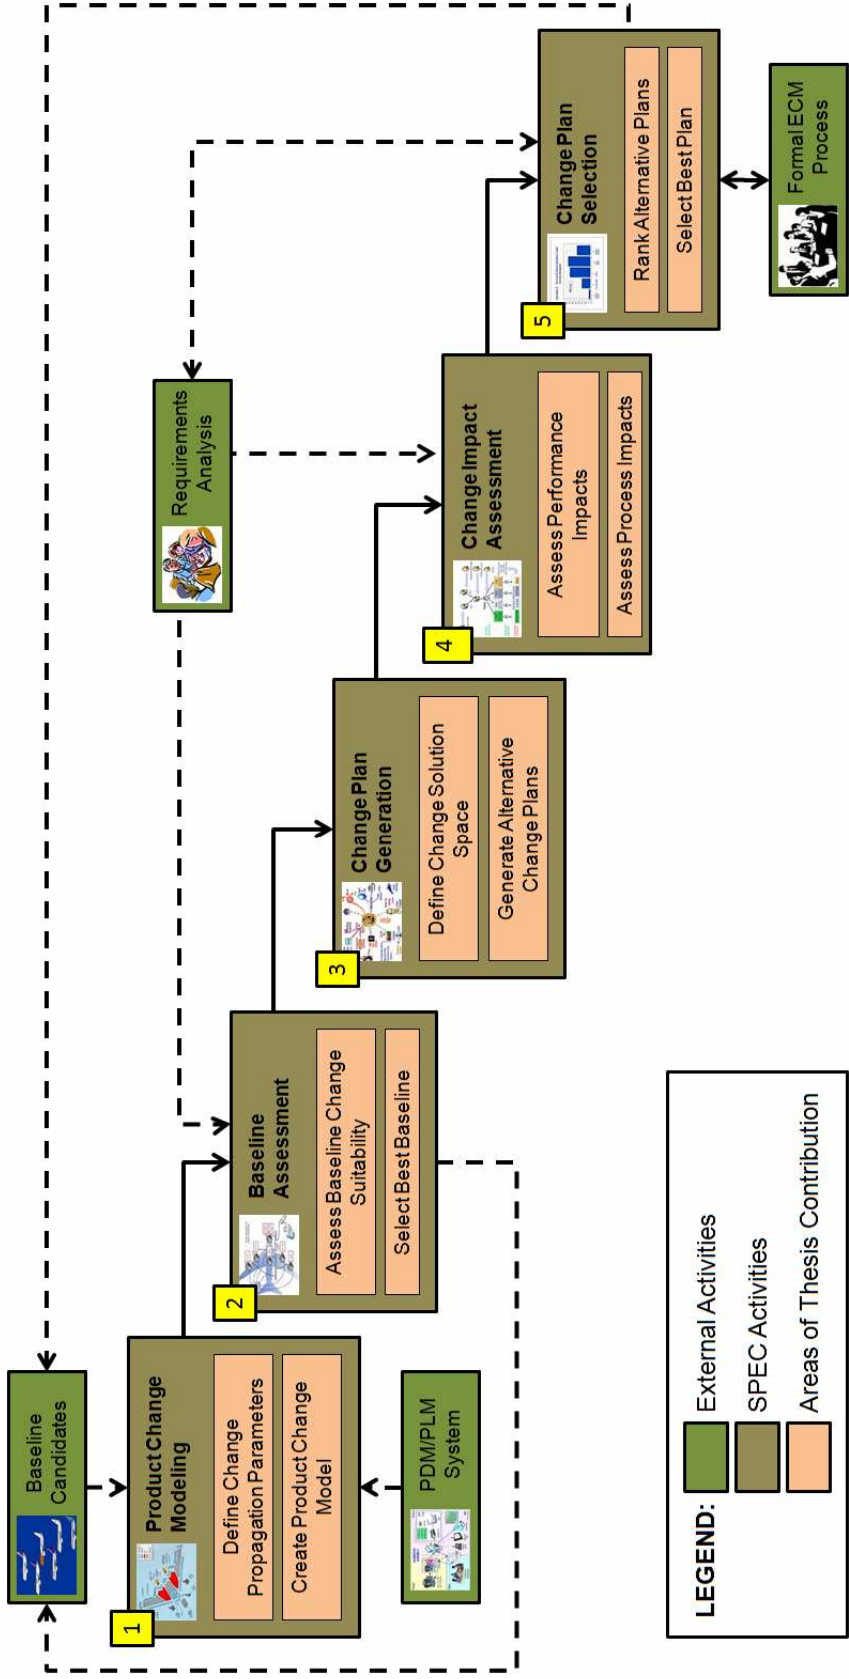 Baseline
Candidates
1
Product Change
Modeling
Define Change
Propagation Parameters
Create Product Change
Model
PDM/PLM
System
2
Baseline
Assessment
Assess Baseline Change
Suitability
Select Best Baseline
3
Change Plan
Generation
Define Change Solution
Space
Generate Alternative
Change Plans
Requirements
Analysis
4
Change Impact
Assessment
Assess Performance
Impacts
Assess Process Impacts
5
Change Plan
Selection
Rank Alternative Plans
Select Best Plan
Formal ECM
Process
LEGEND:
External Activities
SPEC Activities
Areas of Thesis Contribution